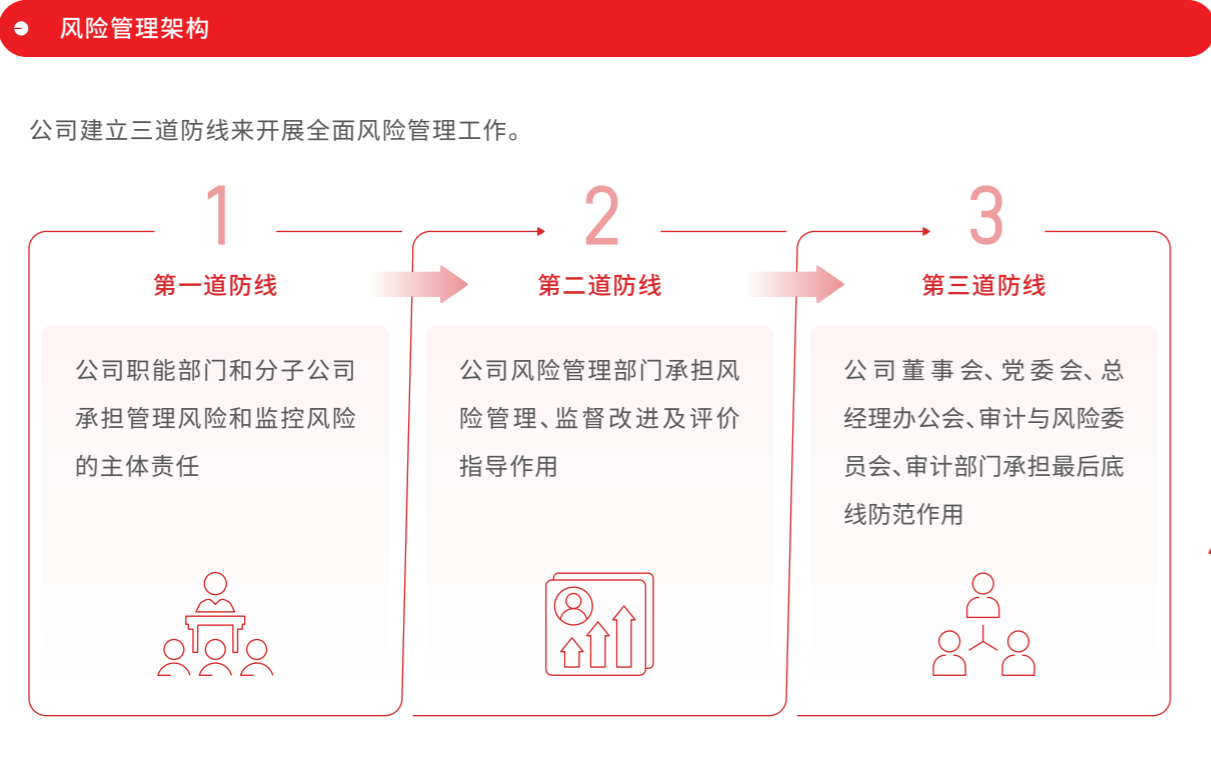 风险管理架构
公司建立三道防线来开展全面风险管理工作。
1
第一道防线
公司职能部门和分子公司
承担管理风险和监控风险
的主体责任
2
第二道防线
公司风险管理部门承担风
险管理、监督改进及评价
指导作用
3
第三道防线
公司董事会、党委会、总
经理办公会、审计与风险委
员会、审计部门承担最后底
线防范作用